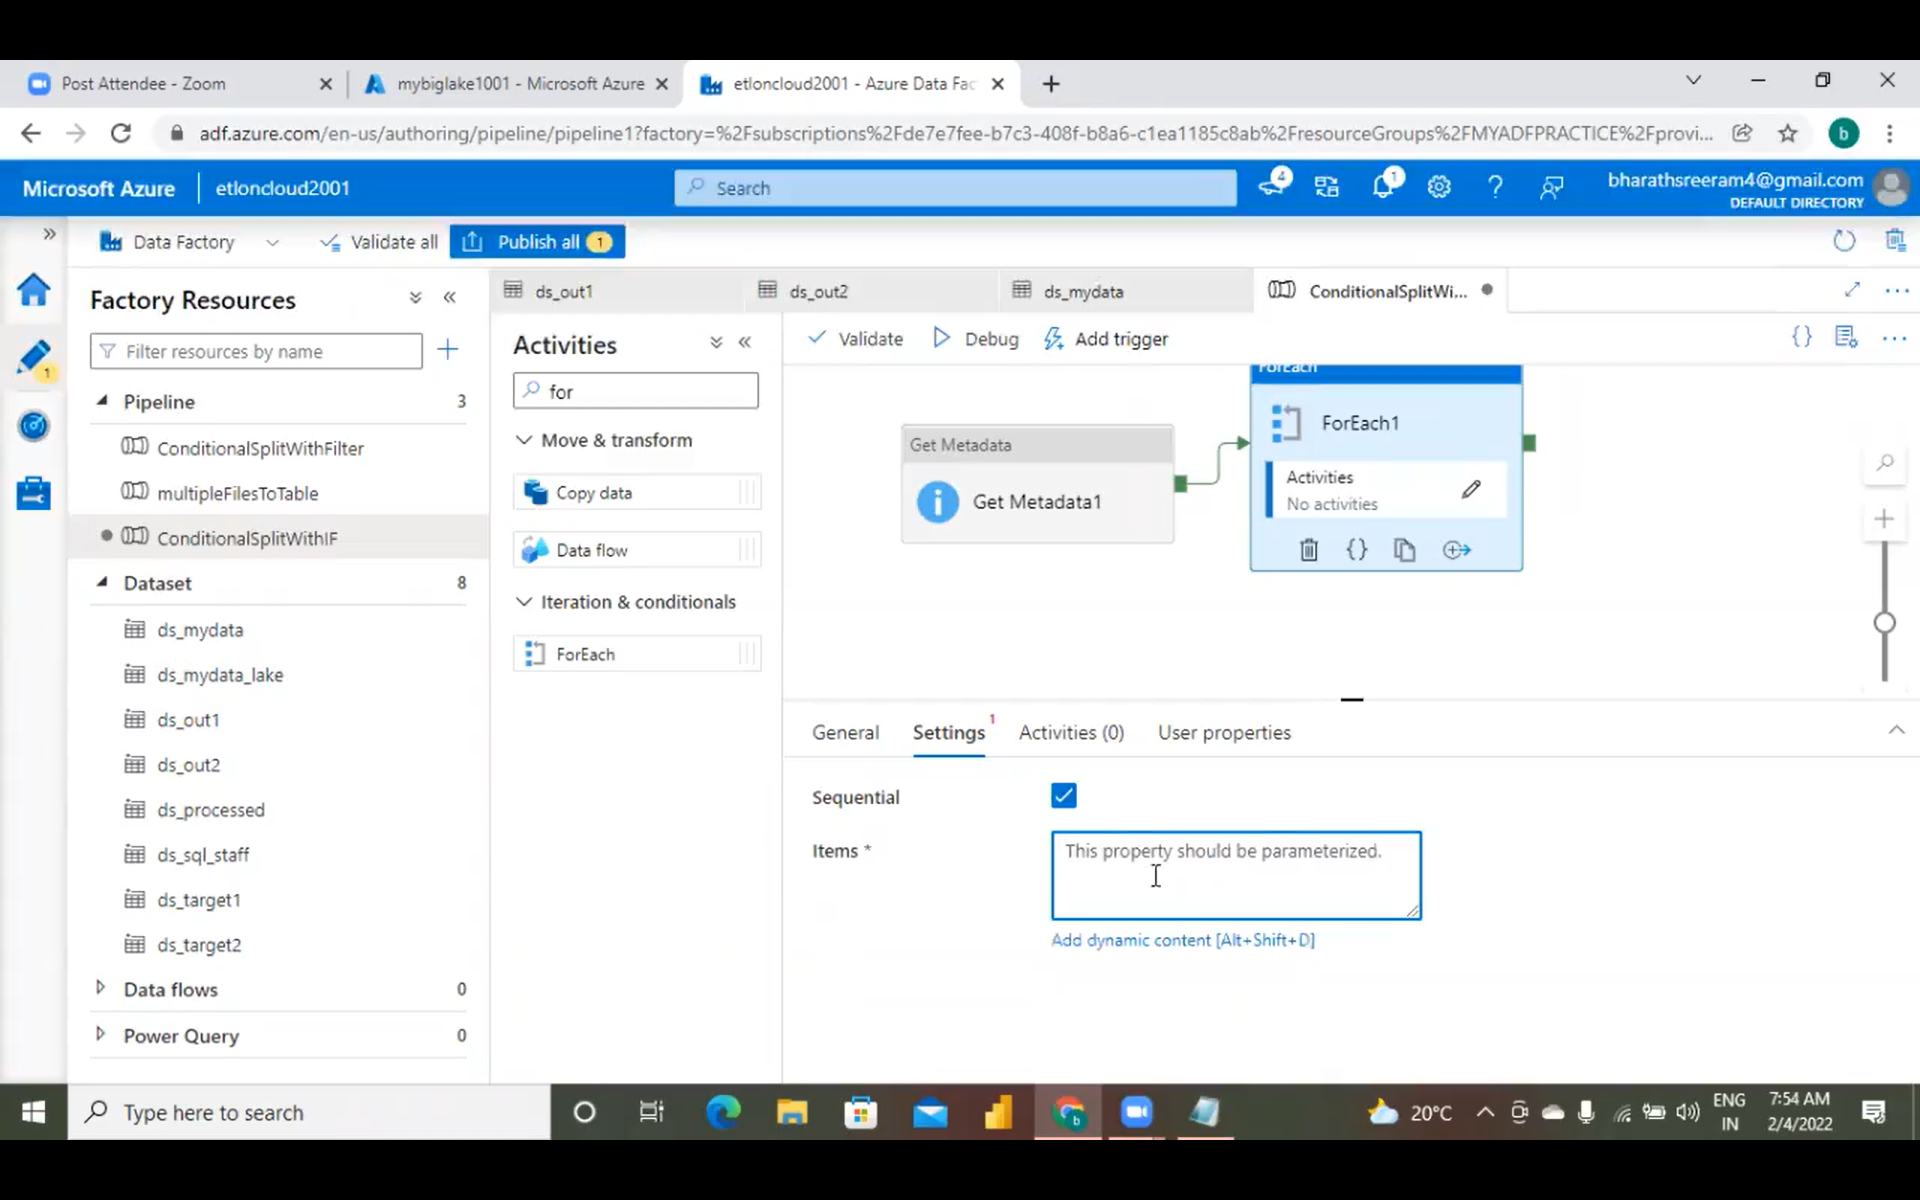 Post Attendee - Zoom
mybiglake1001 - Microsoft Azure
etloncloud2001 - Azure Data Fac
adf.azure.com/en-us/authoring/pipeline/pipeline1?factory=%2Fsubscriptions%2Fde7e7fee-b7c3-408f-b8a6-c1ea1185c8ab%2FresourceGroups%2FMYADFPRACTICE%2Fprovi...
b
Microsoft Azure
etloncloud2001
Search
4
1
bharathsreeram4@gmail.com
DEFAULT DIRECTORY
Data Factory
Validate all
Publish all 1
Factory Resources
ds_out1
ds_out2
ds_mydata
ConditionalSplitWi...
Filter resources by name
1
Activities
for
Validate
Debug
Add trigger
Pipeline 3
ConditionalSplitWithFilter
multipleFilesToTable
ConditionalSplitWithIF
Dataset 8
ds_mydata
ds_mydata_lake
ds_out1
ds_out2
ds_processed
ds_sql_staff
ds_target1
ds_target2
Data flows 0
Power Query 0
Move & transform
Copy data
Data flow
Iteration & conditionals
ForEach
Get Metadata
Get Metadata1
ForEach
ForEach1
Activities
No activities
General
Settings 1
Activities (0)
User properties
Sequential
Items *
This property should be parameterized.
Add dynamic content [Alt+Shift+D]
Type here to search
b
20°C
ENG
IN
7:54 AM
2/4/2022